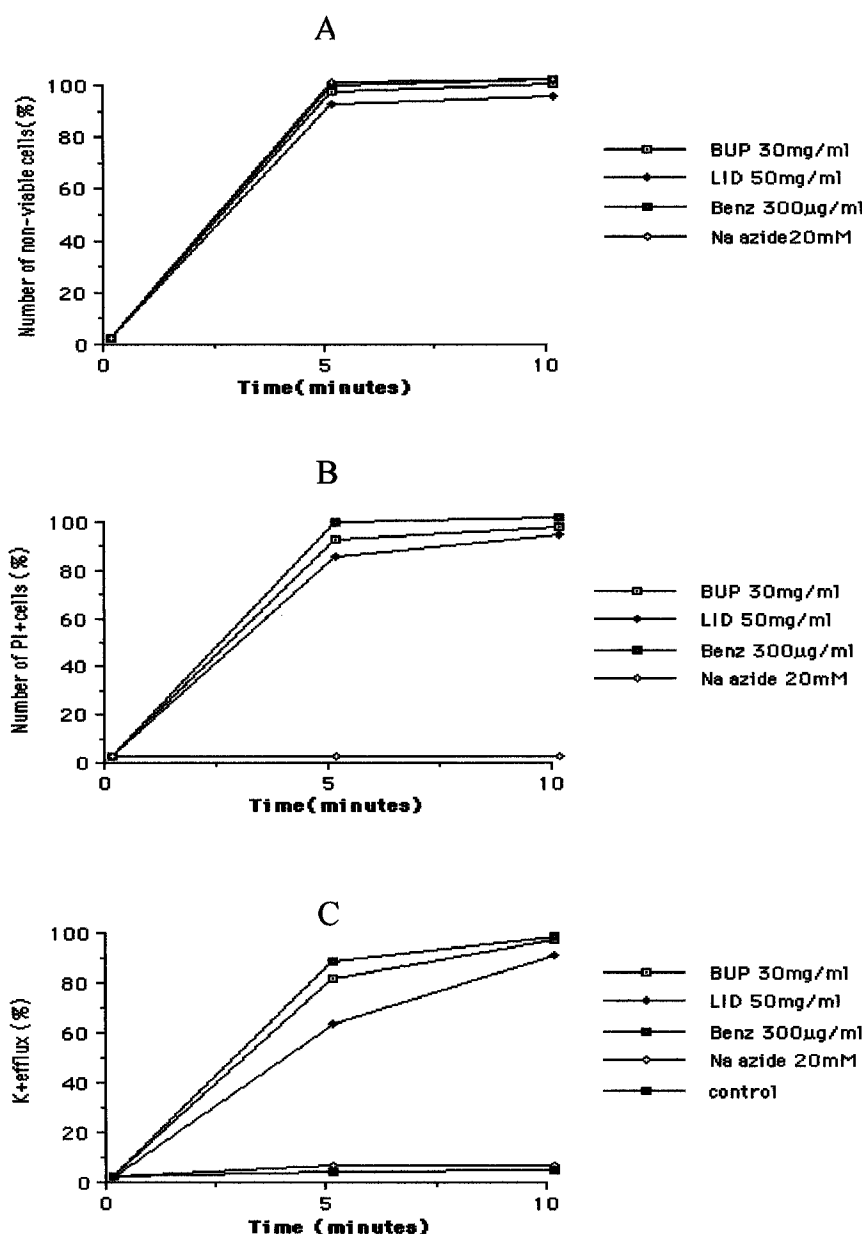 A
Number of non-viable cells(%)
100
80
60
40
20
0
0
5
10
Time(minutes)
BUP 30mg/ml
LID 50mg/ml
Benz 300µg/ml
Na azide20mM
B
Number of PI+cells (%)
100
80
60
40
20
0
0
5
10
Time(minutes)
BUP 30mg/ml
LID 50mg/ml
Benz 300µg/ml
Na azide 20mM
C
K+efflux (%)
100
80
60
40
20
0
0
5
10
Time (minutes)
BUP 30mg/ml
LID 50mg/ml
Benz 300µg/ml
Na azide 20mM
control